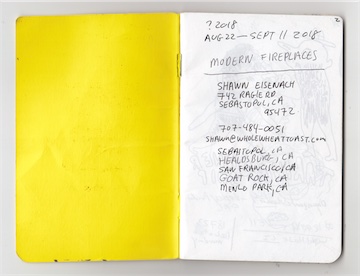 2
? 2018
AUG 22 — SEPT 11 2018
MODERN FIREPLACES
SHAWN EISENACH
742 RAGLE RD
SEBASTOPOL, CA
95472
707-484-0051
SHAWN@WHOLEWHEATTOAST.COM
SEBASTOPOL, CA
HEALDSBURG, CA
SAN FRANCISCO, CA
GOAT ROCK, CA
MENLO PARK, CA